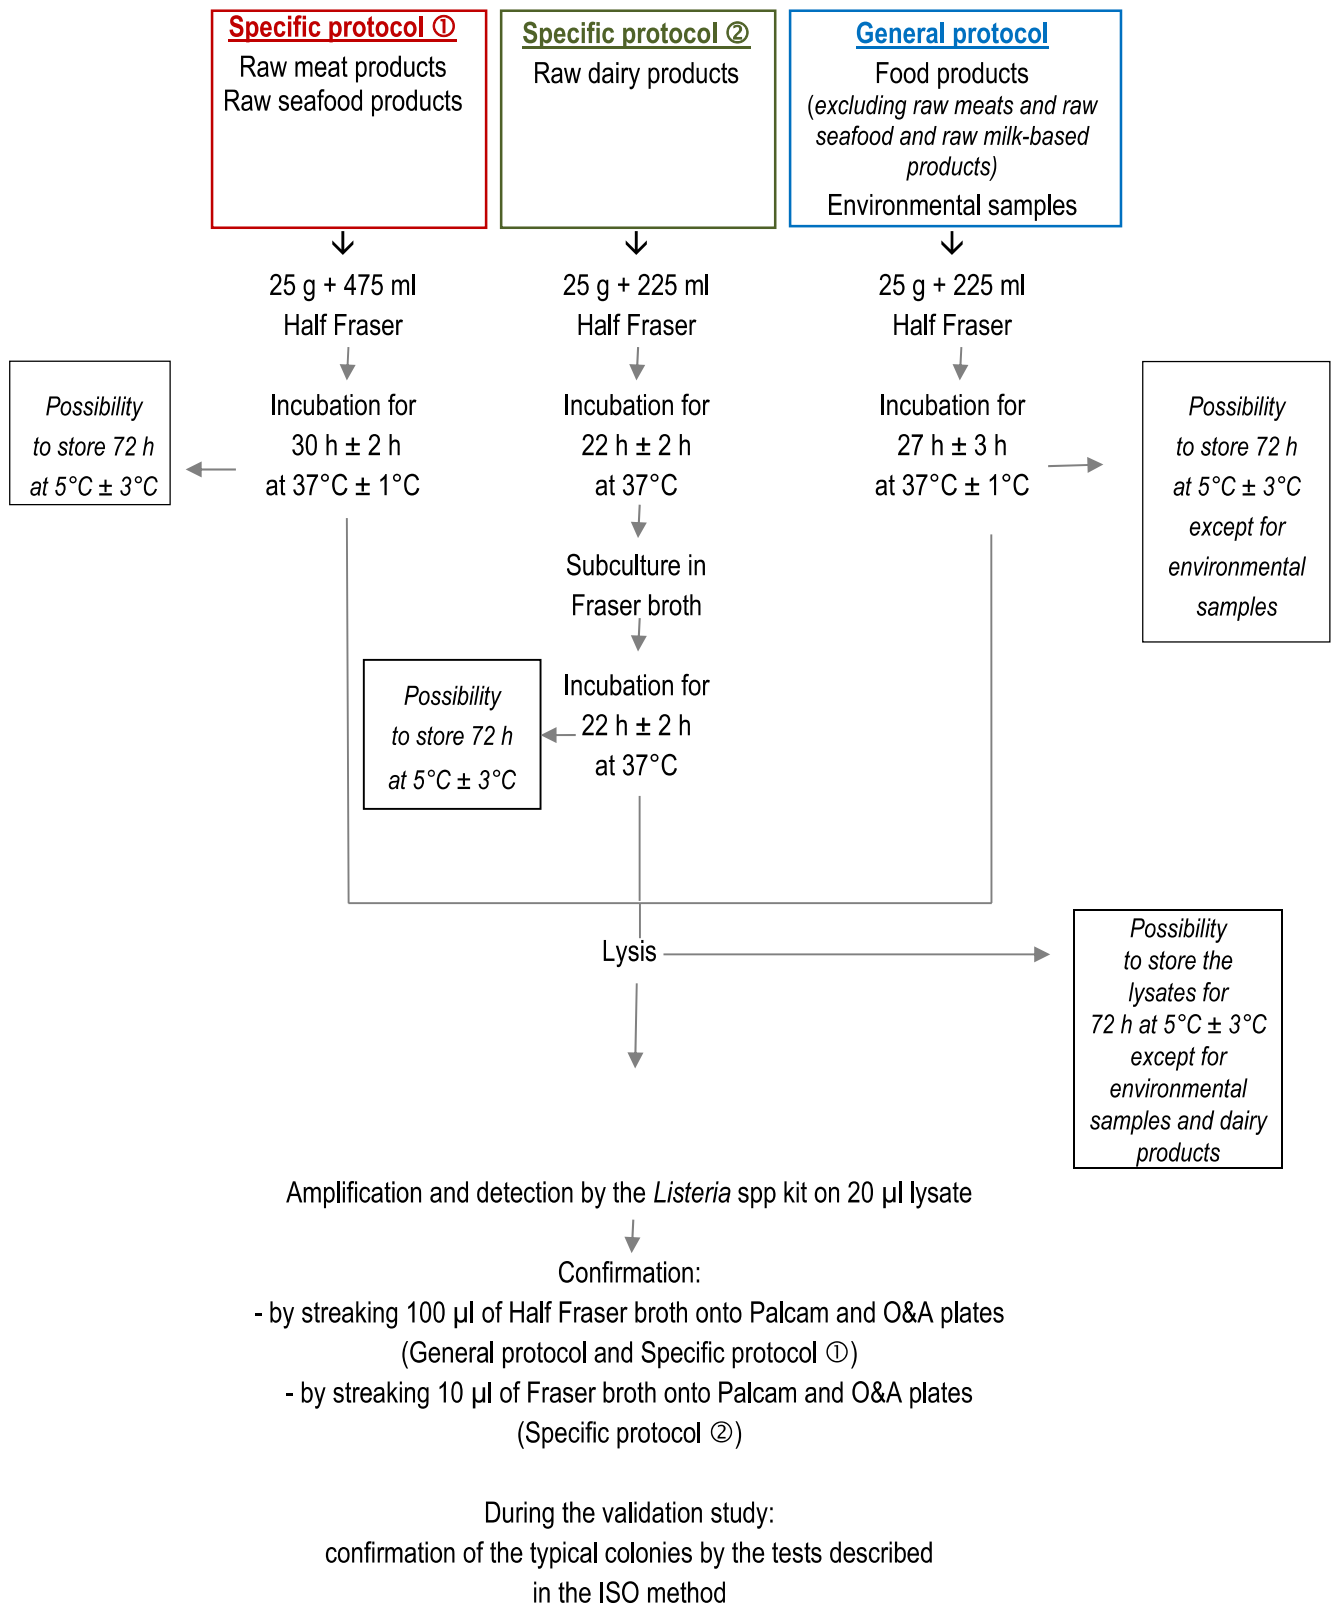 Specific protocol ①
Raw meat products
Raw seafood products
Specific protocol ②
Raw dairy products
General protocol
Food products
(excluding raw meats and raw
seafood and raw milk-based
products)
Environmental samples
25 g + 475 ml
Half Fraser
25 g + 225 ml
Half Fraser
25 g + 225 ml
Half Fraser
Possibility
to store 72 h
at 5°C ± 3°C
Incubation for
30 h ± 2 h
at 37°C ± 1°C
Incubation for
22 h ± 2 h
at 37°C
Incubation for
27 h ± 3 h
at 37°C ± 1°C
Possibility
to store 72 h
at 5°C ± 3°C
except for
environmental
samples
Subculture in
Fraser broth
Possibility
to store 72 h
at 5°C ± 3°C
Incubation for
22 h ± 2 h
at 37°C
Lysis
Possibility
to store the
lysates for
72 h at 5°C ± 3°C
except for
environmental
samples and dairy
products
Amplification and detection by the Listeria spp kit on 20 µl lysate
Confirmation:
- by streaking 100 µl of Half Fraser broth onto Palcam and O&A plates
(General protocol and Specific protocol ①)
- by streaking 10 µl of Fraser broth onto Palcam and O&A plates
(Specific protocol ②)
During the validation study:
confirmation of the typical colonies by the tests described
in the ISO method